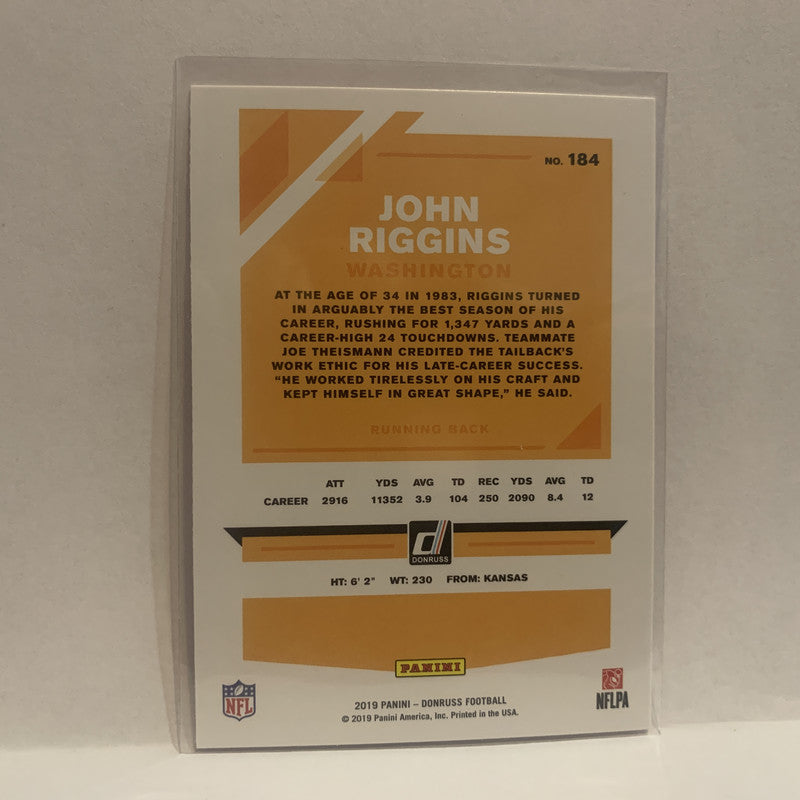 NO. 184
JOHN
RIGGINS
WASHINGTON
AT THE AGE OF 34 IN 1983, RIGGINS TURNED
IN ARGUABLY THE BEST SEASON OF HIS
CAREER, RUSHING FOR 1,347 YARDS AND A
CAREER-HIGH 24 TOUCHDOWNS. TEAMMATE
JOE THEISMANN CREDITED THE TAILBACK'S
WORK ETHIC FOR HIS LATE-CAREER SUCCESS.
"HE WORKED TIRELESSLY ON HIS CRAFT AND
KEPT HIMSELF IN GREAT SHAPE," HE SAID.
RUNNING BACK
ATT YDS AVG TD REC YDS AVG TD
CAREER 2916 11352 3.9 104 250 2090 8.4 12
DONRUSS
HT: 6' 2" WT: 230 FROM: KANSAS
PANINI
NFL
2019 PANINI – DONRUSS FOOTBALL
© 2019 Panini America, Inc. Printed in the USA.
NFLPA